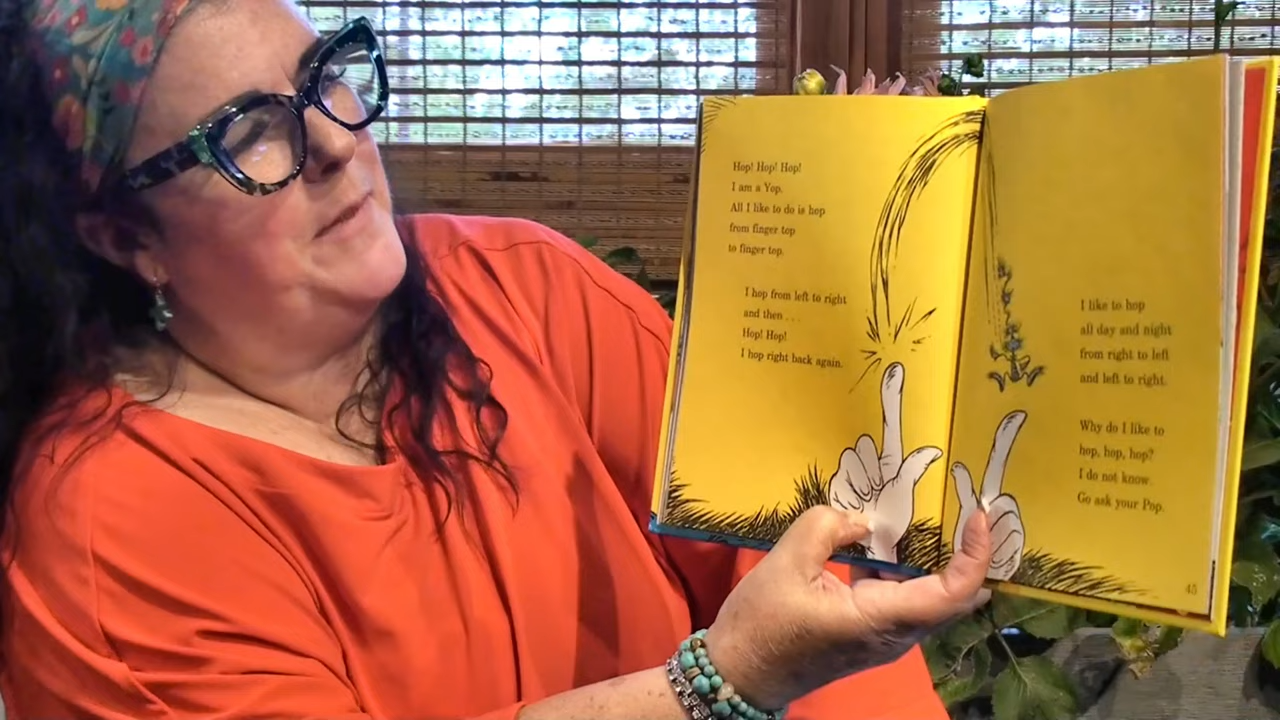 Hop! Hop! Hop!
I am a Yop.
All I like to do is hop
from finger top
to finger top.
I hop from left to right
and then . . .
Hop! Hop!
I hop right back again.
I like to hop
all day and night
from right to left
and left to right.
Why do I like to
hop, hop, hop?
I do not know.
Go ask your Pop.
45